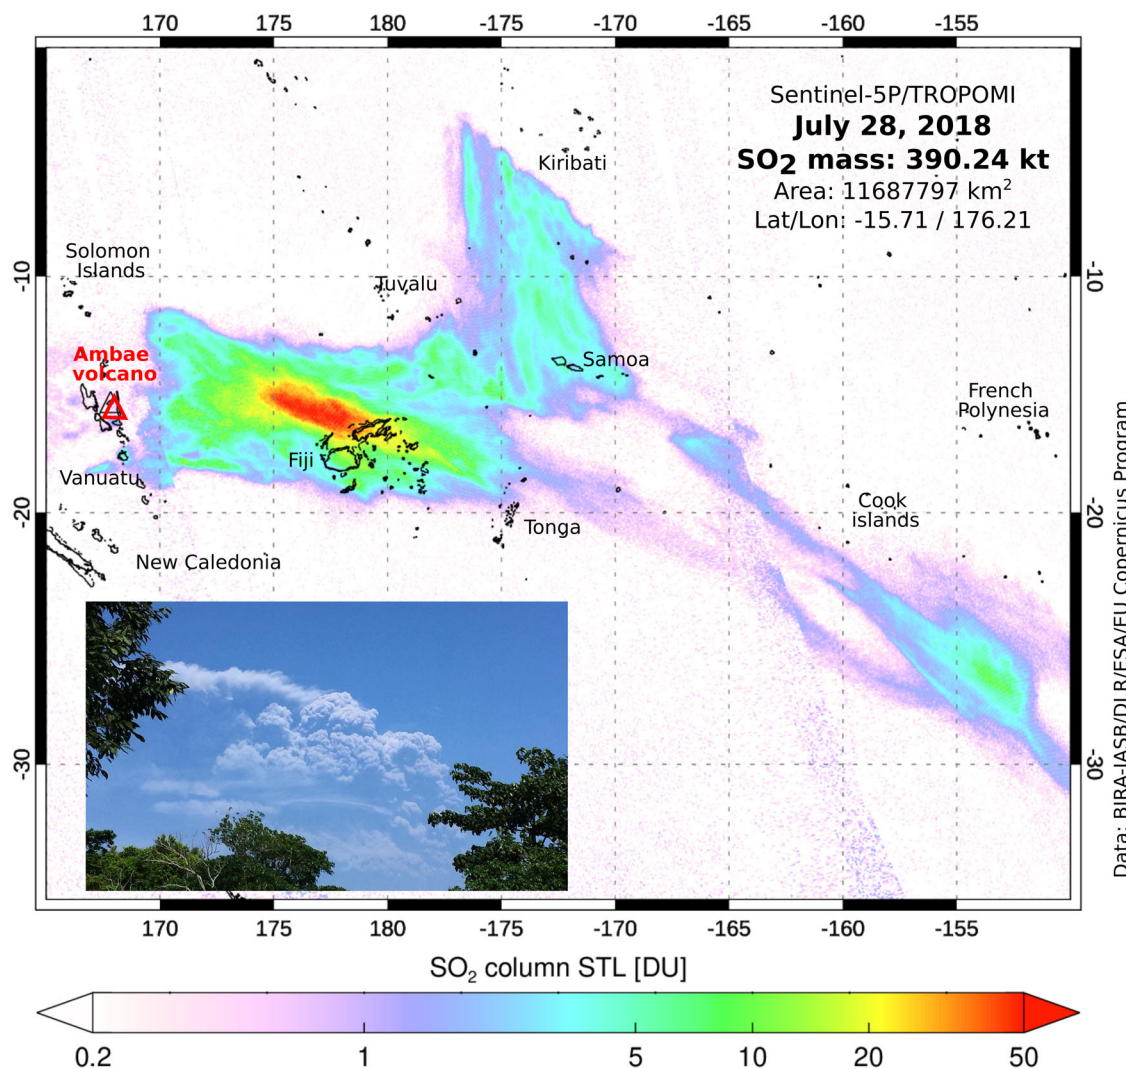 170 175 180 -175 -170 -165 -160 -155
Sentinel-5P/TROPOMI
July 28, 2018
SO2 mass: 390.24 kt
Area: 11687797 km²
Lat/Lon: -15.71 / 176.21
Kiribati
Solomon
Islands
-10
-10
Tuvalu
Ambae
volcano
Samoa
French
Polynesia
Fiji
Vanuatu
Cook
islands
-20
-20
Tonga
New Caledonia
-30
-30
Data: BIRA-IASB/DLR/ESA/EU Copernicus Program
170 175 180 -175 -170 -165 -160 -155
SO2 column STL [DU]
0.2 1 5 10 20 50